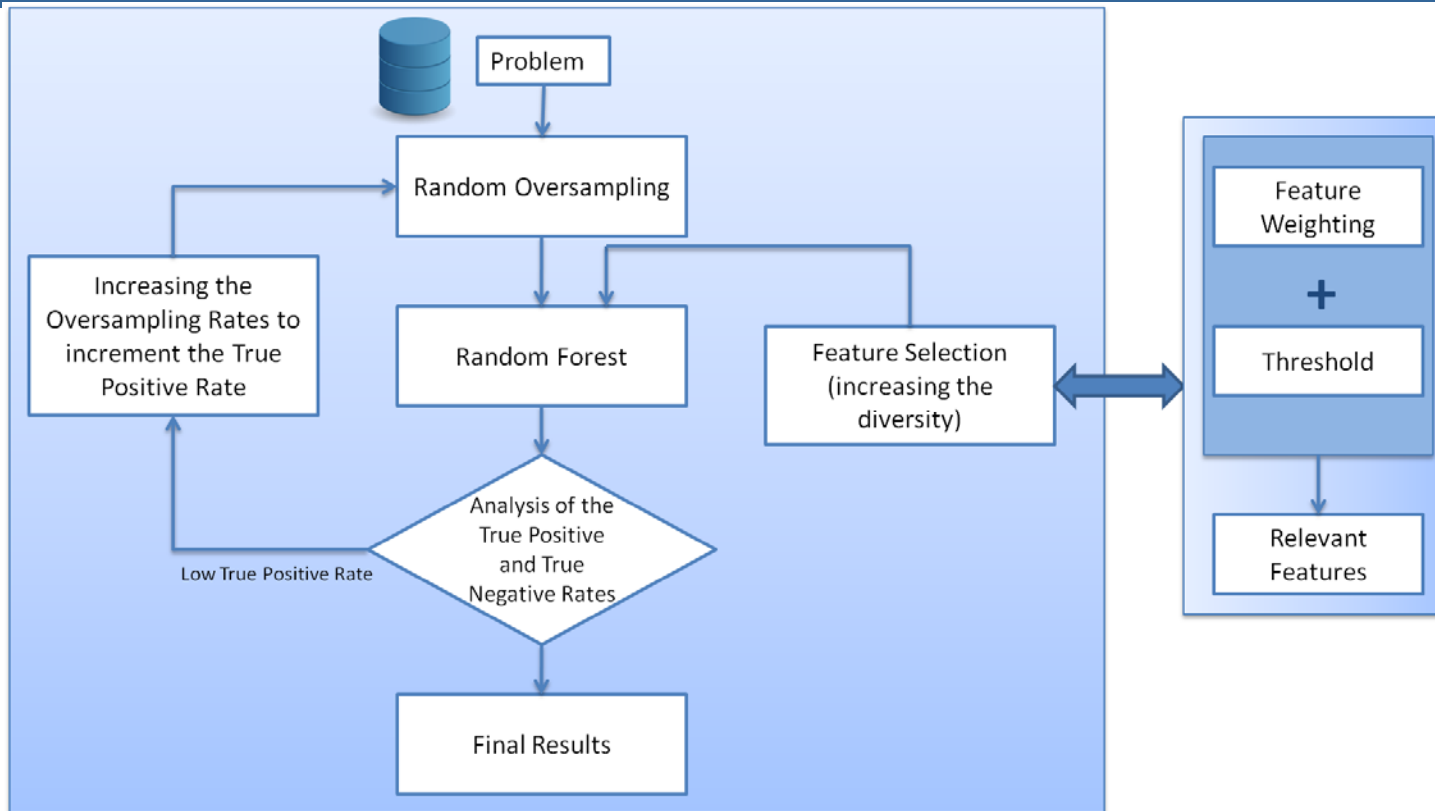 Problem
Random Oversampling
Increasing the
Oversampling Rates to
increment the True
Positive Rate
Random Forest
Feature Selection
(increasing the
diversity)
Feature
Weighting
+
Threshold
Relevant
Features
Analysis of the
True Positive
and True
Negative Rates
Low True Positive Rate
Final Results